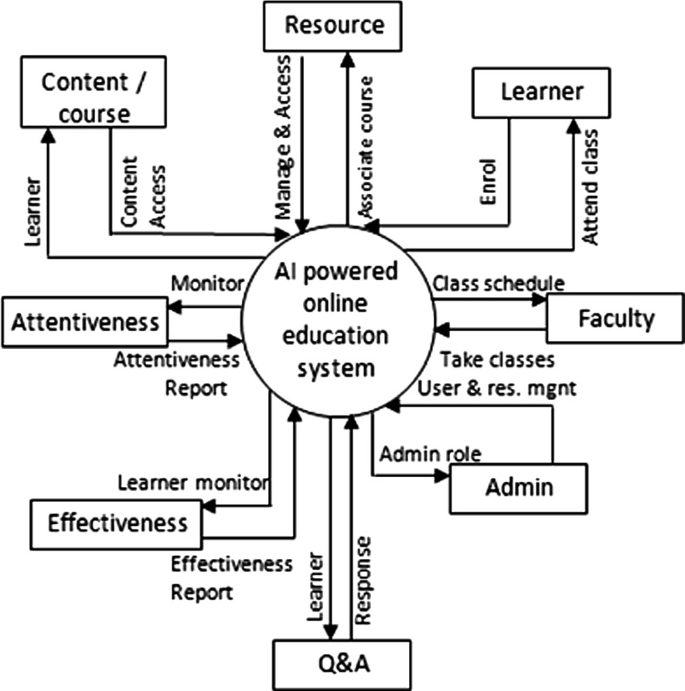 Resource
Content /
course
Learner
Manage & Access
Associate course
Learner
Content
Access
Enrol
Attend class
AI powered
online
education
system
Monitor
Attentiveness
Attentiveness
Report
Class schedule
Faculty
Take classes
User & res. mgnt
Admin role
Admin
Learner monitor
Effectiveness
Effectiveness
Report
Learner
Response
Q&A